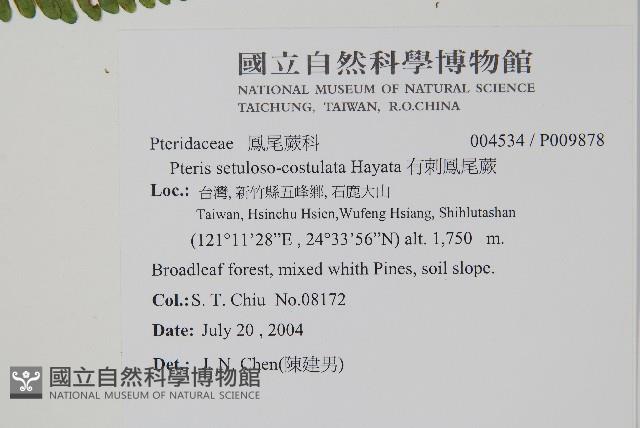 國立自然科學博物館
NATIONAL MUSEUM OF NATURAL SCIENCE
TAICHUNG, TAIWAN, R.O.CHINA
Pteridaceae 鳳尾蕨科 004534 / P009878
Pteris setuloso-costulata Hayata 有刺鳳尾蕨
Loc.: 台灣, 新竹縣五峰鄉, 石鹿大山
Taiwan, Hsinchu Hsien,Wufeng Hsiang, Shihlutashan
(121°11'28”E , 24°33'56”N) alt. 1,750 m.
Broadleaf forest, mixed whith Pines, soil slope.
Col.: S. T. Chiu No.08172
Date: July 20 , 2004
Det.: J. N. Chen(陳建男)
國立自然科學博物館
NATIONAL MUSEUM OF NATURAL SCIENCE